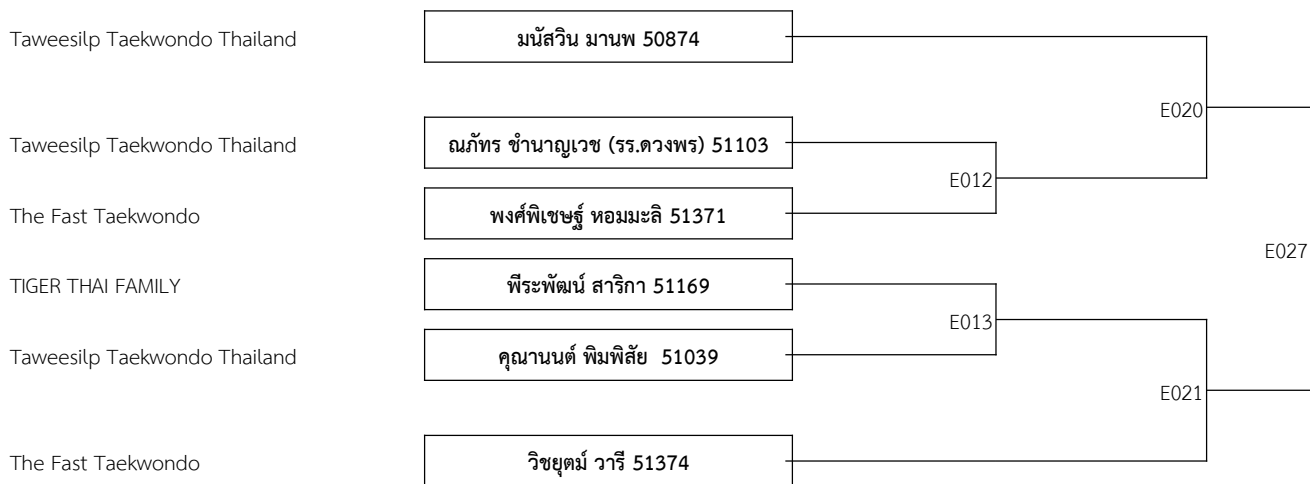 Taweesilp Taekwondo Thailand
มนัสวิน มานพ 50874
E020
Taweesilp Taekwondo Thailand
ณภัทร ชำนาญเวช (รร.ดวงพร) 51103
E012
The Fast Taekwondo
พงศ์พิเชษฐ์ หอมมะลิ 51371
E027
TIGER THAI FAMILY
พีระพัฒน์ สาริกา 51169
E013
Taweesilp Taekwondo Thailand
คุณานนต์ พิมพิสัย 51039
E021
The Fast Taekwondo
วิชยุตม์ วารี 51374